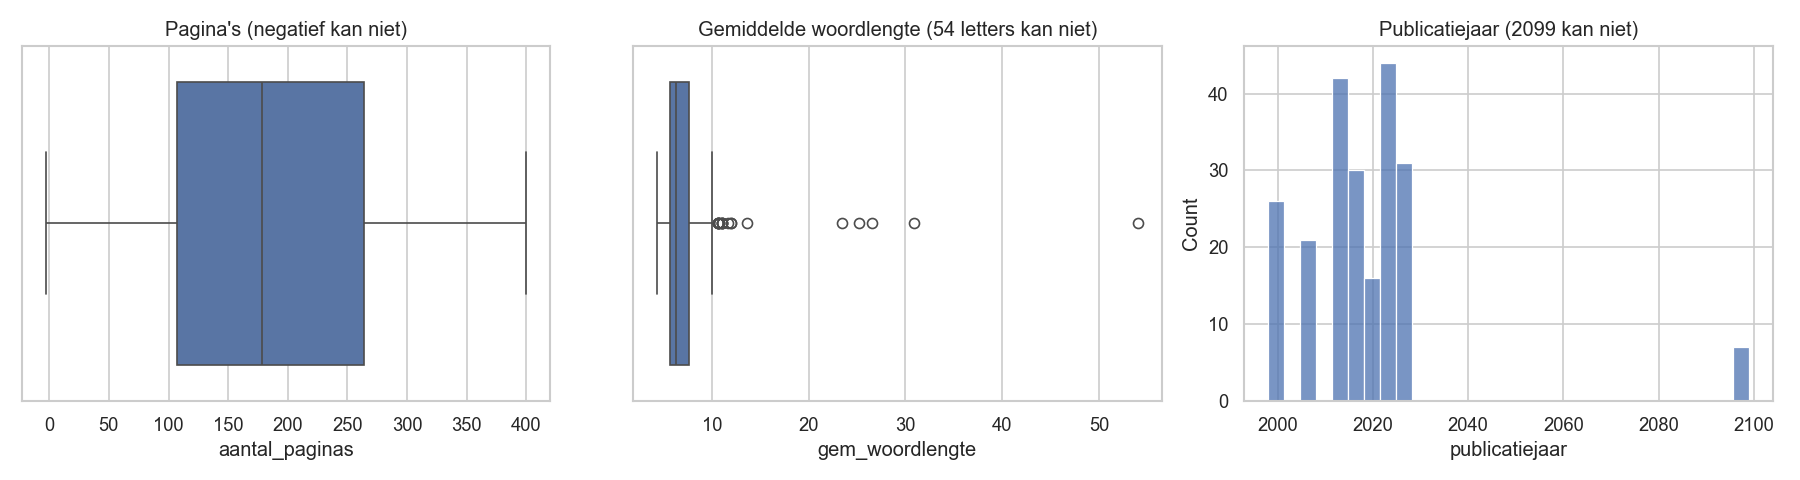 Pagina's (negatief kan niet)
0 50 100 150 200 250 300 350 400
aantal_paginas
Gemiddelde woordlengte (54 letters kan niet)
10 20 30 40 50
gem_woordlengte
Publicatiejaar (2099 kan niet)
Count
40
30
20
10
0
2000 2020 2040 2060 2080 2100
publicatiejaar